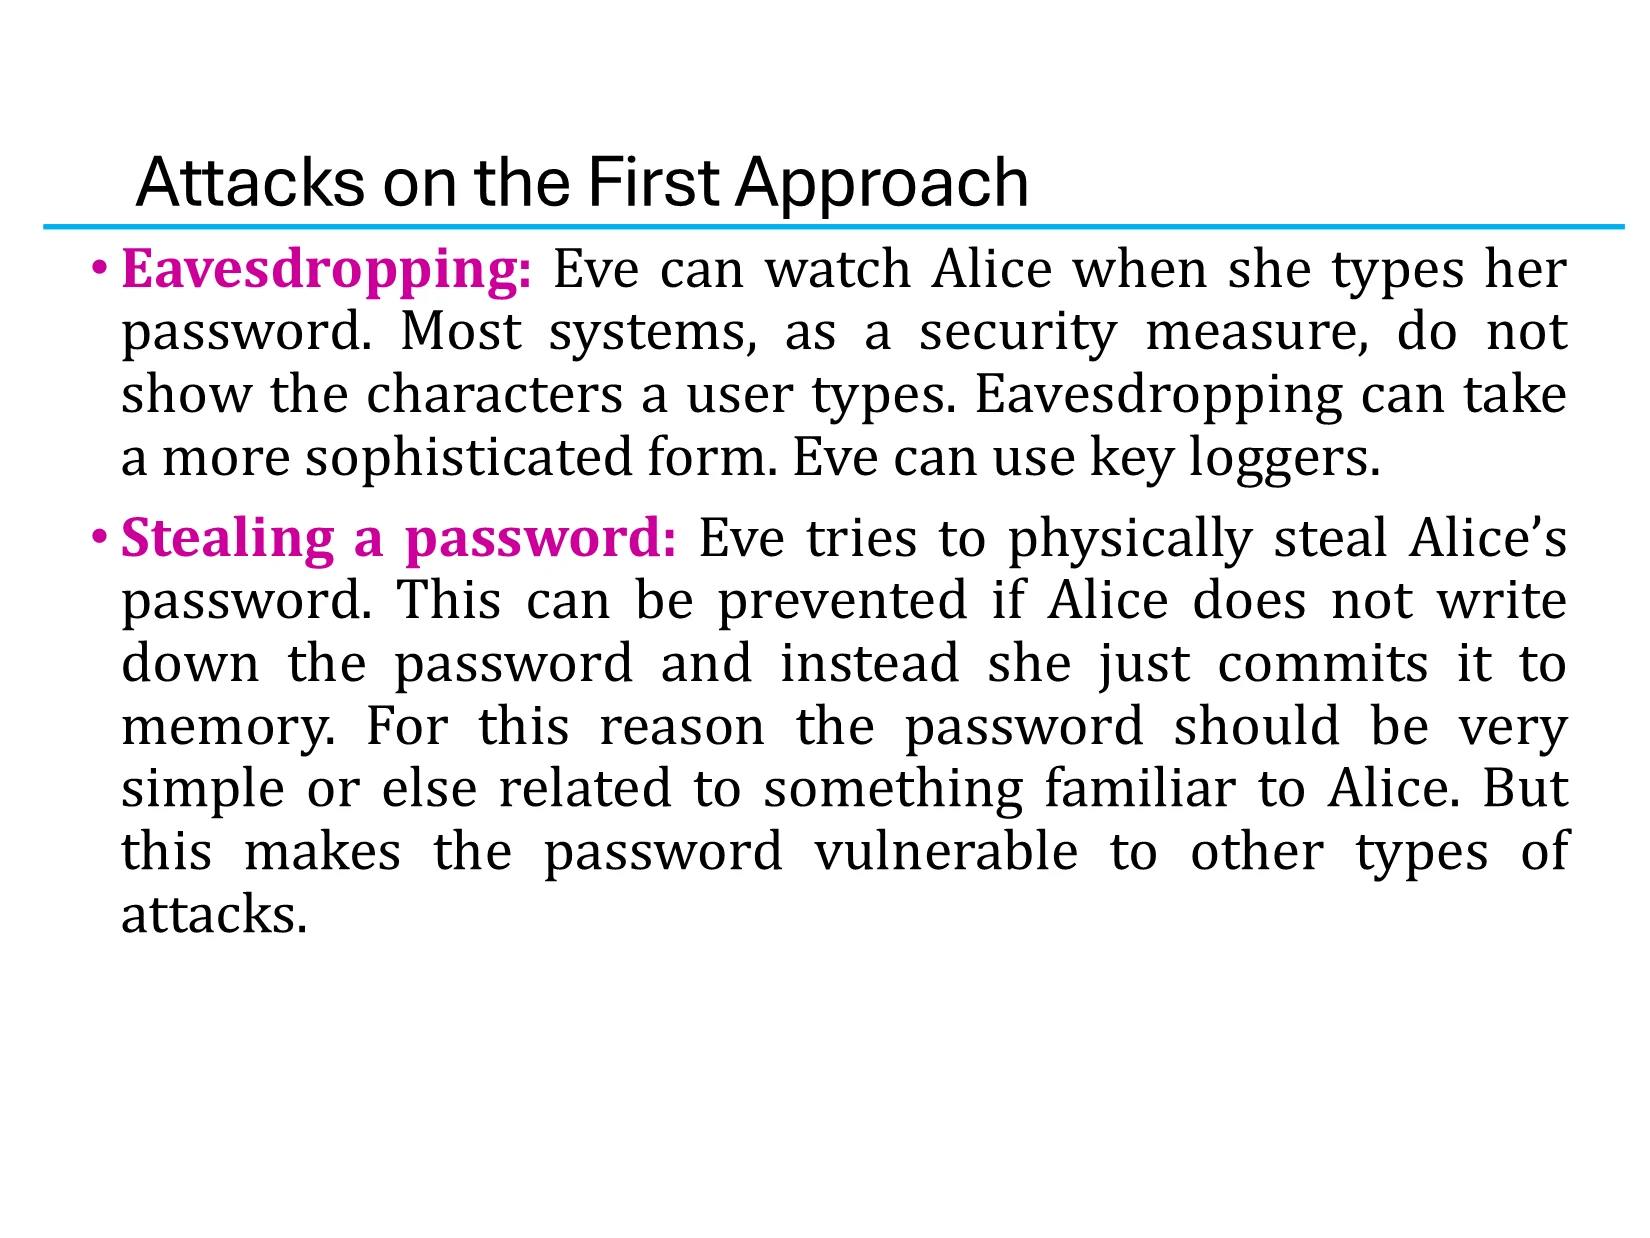 Attacks on the First Approach
• Eavesdropping: Eve can watch Alice when she types her
password. Most systems, as a security measure, do not
show the characters a user types. Eavesdropping can take
a more sophisticated form. Eve can use key loggers.
• Stealing a password: Eve tries to physically steal Alice’s
password. This can be prevented if Alice does not write
down the password and instead she just commits it to
memory. For this reason the password should be very
simple or else related to something familiar to Alice. But
this makes the password vulnerable to other types of
attacks.